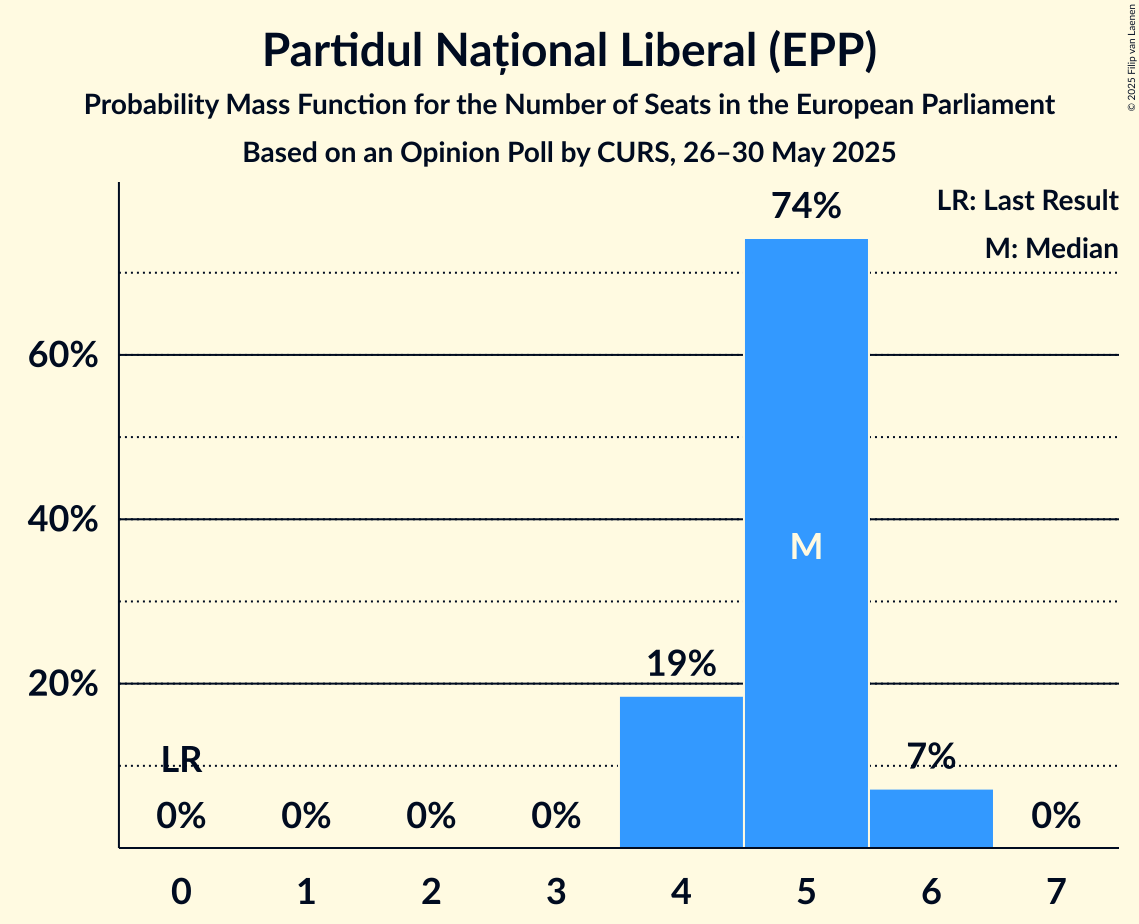 Partidul Național Liberal (EPP)
Probability Mass Function for the Number of Seats in the European Parliament
Based on an Opinion Poll by CURS, 26–30 May 2025
© 2025 Filip van Laenen
LR: Last Result
M: Median
74%
60%
40%
M
19%
20%
LR
7%
0% 0% 0% 0% 0%
0 1 2 3 4 5 6 7